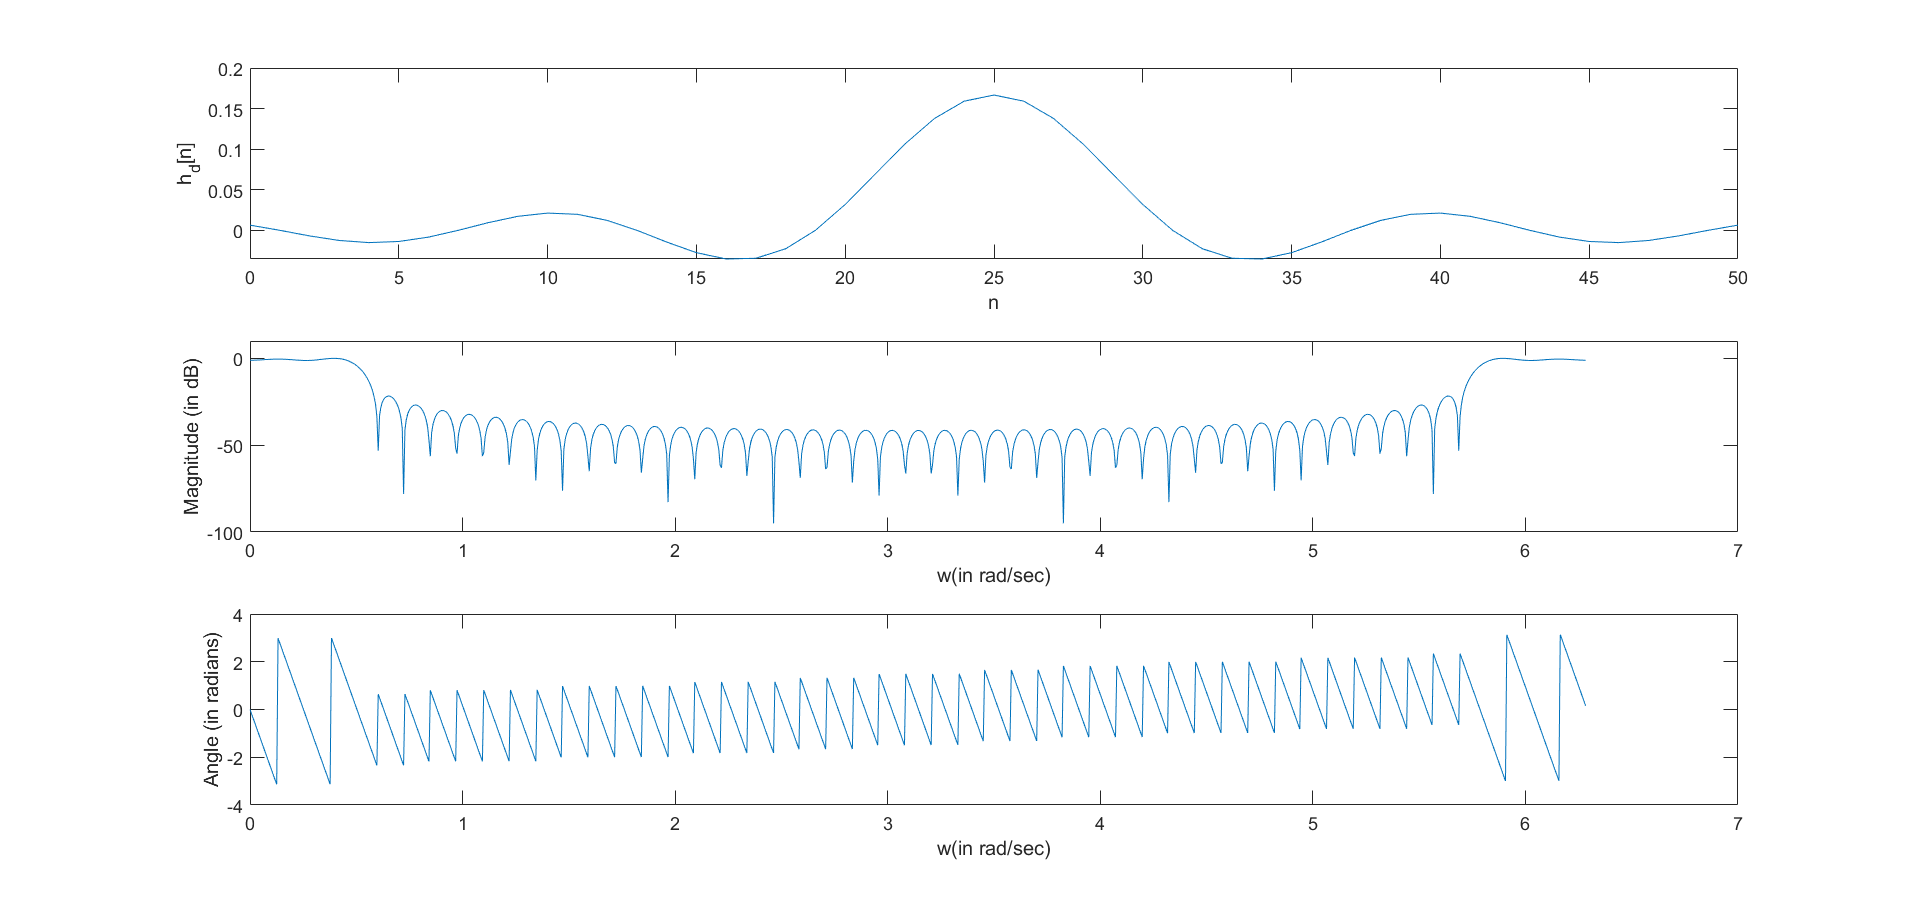 0.2
0.15
0.1
0.05
0
h_d[n]
0 5 10 15 20 25 30 35 40 45 50
n
0
-50
-100
Magnitude (in dB)
0 1 2 3 4 5 6 7
w(in rad/sec)
4
2
0
-2
-4
Angle (in radians)
0 1 2 3 4 5 6 7
w(in rad/sec)